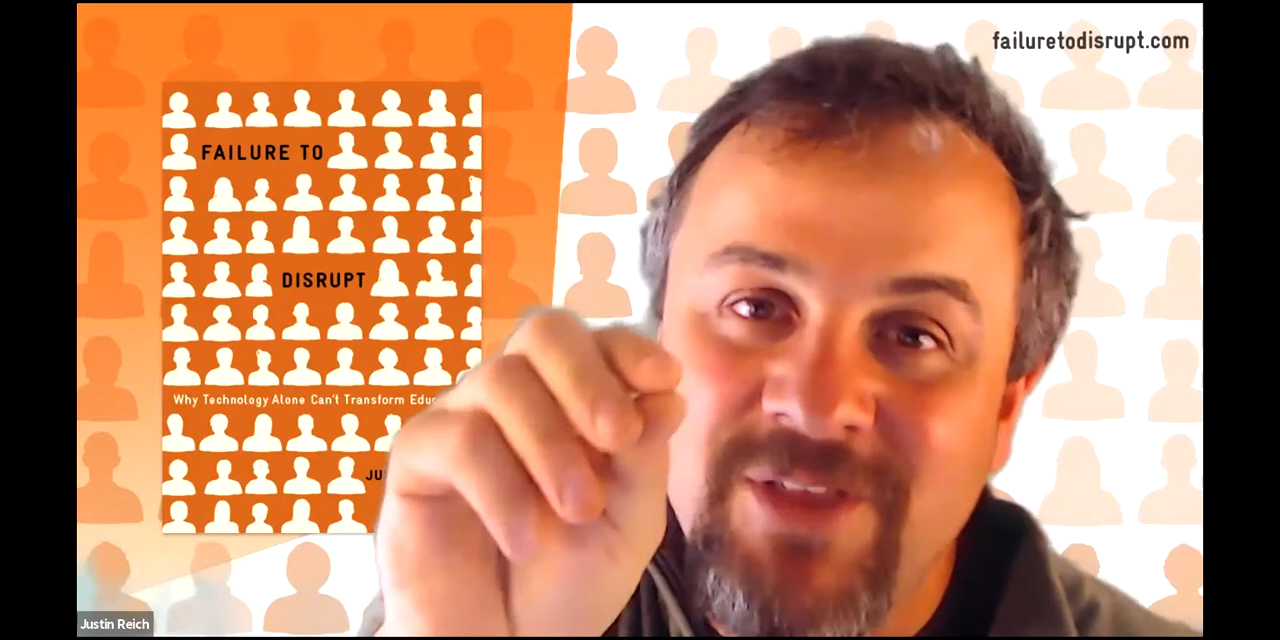 failuretodisrupt.com
FAILURE TO
DISRUPT
Why Technology Alone Can't Transform
Justin Reich